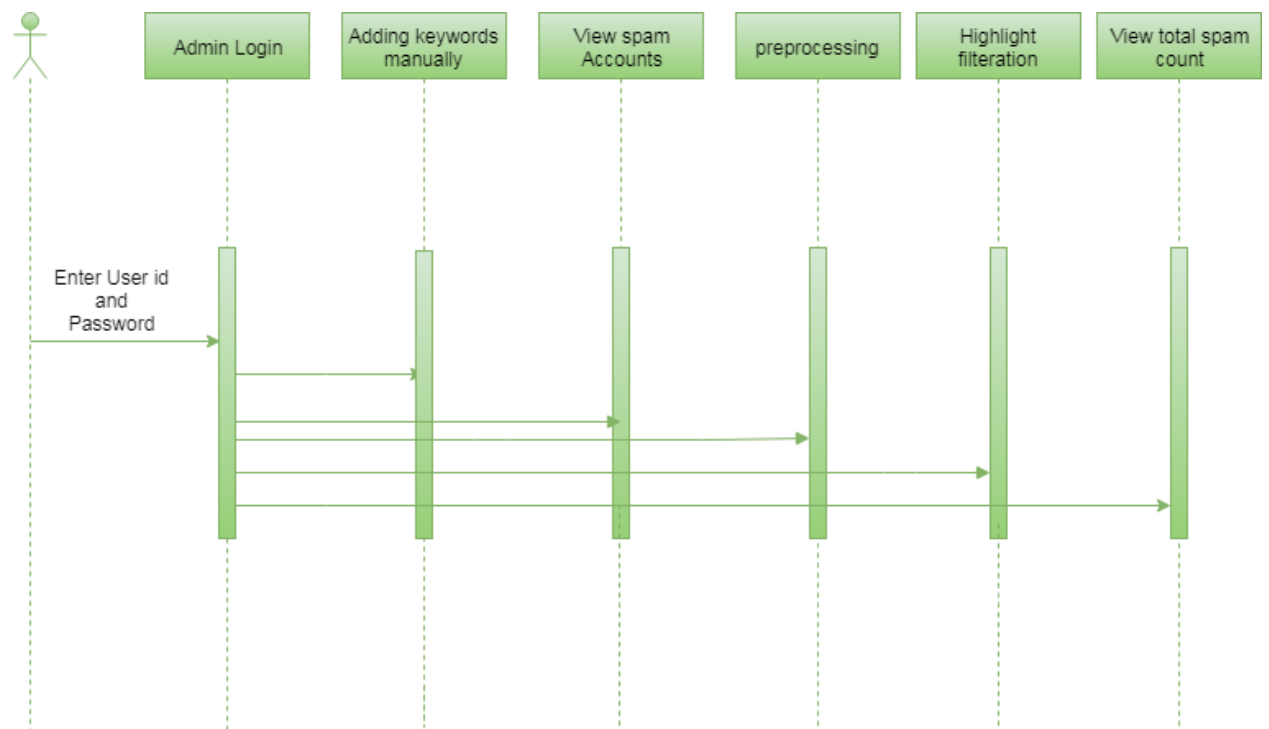 Admin Login
Adding keywords
manually
View spam
Accounts
preprocessing
Highlight
filteration
View total spam
count
Enter User id
and
Password